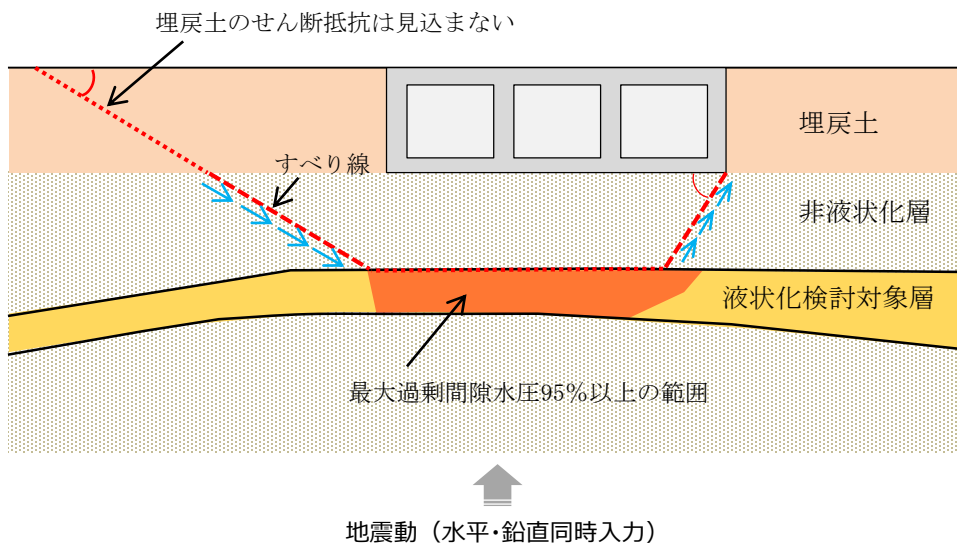 埋戻土のせん断抵抗は見込まない
埋戻土
すべり線
非液状化層
液状化検討対象層
最大過剰間隙水圧95％以上の範囲
地震動（水平･鉛直同時入力）